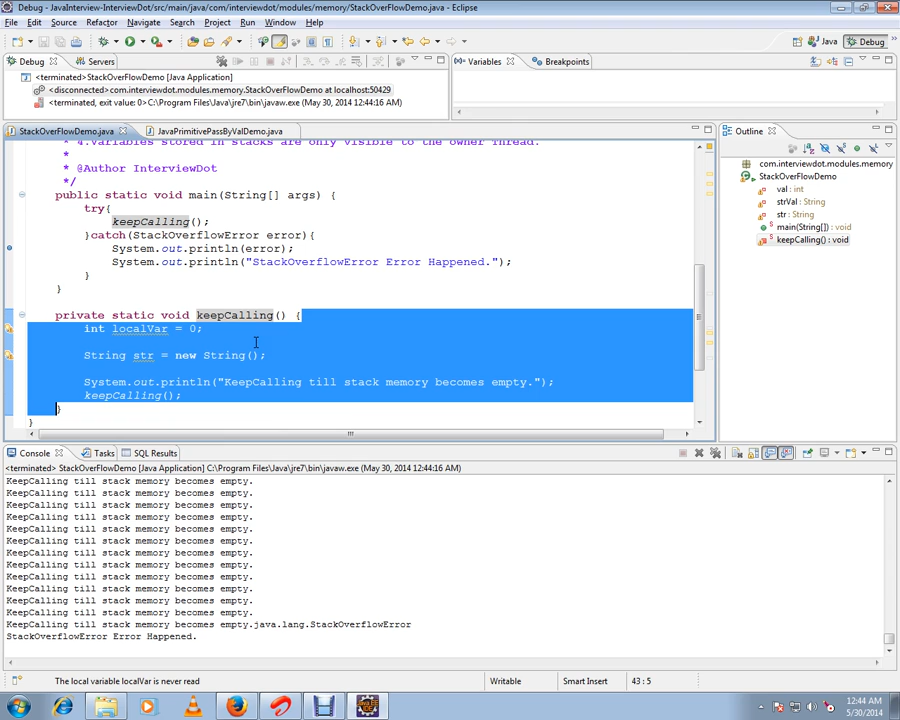 Debug - JavaInterview-InterviewDot/src/main/java/com/interviewdot/modules/memory/StackOverFlowDemo.java - Eclipse
File Edit Source Refactor Navigate Search Project Run Window Help
Java Debug
Debug Servers
Variables Breakpoints
<terminated>StackOverFlowDemo [Java Application]
<disconnected>com.interviewdot.modules.memory.StackOverFlowDemo at localhost:50429
<terminated, exit value: 0>C:\Program Files\Java\jre7\bin\javaw.exe (May 30, 2014 12:44:16 AM)
StackOverFlowDemo.java JavaPrimitivePassByValDemo.java
Outline
* 4.Variables stored in stacks are only visible to the owner Thread.
*
* @Author InterviewDot
*/
public static void main(String[] args) {
try{
keepCalling();
}catch(StackOverflowError error){
System.out.println(error);
System.out.println("StackOverflowError Error Happened.");
}
}
private static void keepCalling() {
int localVar = 0;
String str = new String();
System.out.println("KeepCalling till stack memory becomes empty.");
keepCalling();
}
}
com.interviewdot.modules.memory
StackOverFlowDemo
val : int
strVal : String
str : String
main(String[]) : void
keepCalling() : void
Console Tasks SQL Results
<terminated> StackOverFlowDemo [Java Application] C:\Program Files\Java\jre7\bin\javaw.exe (May 30, 2014 12:44:16 AM)
KeepCalling till stack memory becomes empty.
KeepCalling till stack memory becomes empty.
KeepCalling till stack memory becomes empty.
KeepCalling till stack memory becomes empty.
KeepCalling till stack memory becomes empty.
KeepCalling till stack memory becomes empty.
KeepCalling till stack memory becomes empty.
KeepCalling till stack memory becomes empty.
KeepCalling till stack memory becomes empty.
KeepCalling till stack memory becomes empty.
KeepCalling till stack memory becomes empty.
KeepCalling till stack memory becomes empty.
KeepCalling till stack memory becomes empty.java.lang.StackOverflowError
StackOverflowError Error Happened.
The local variable localVar is never read
Writable Smart Insert 43 : 5
12:44 AM
5/30/2014